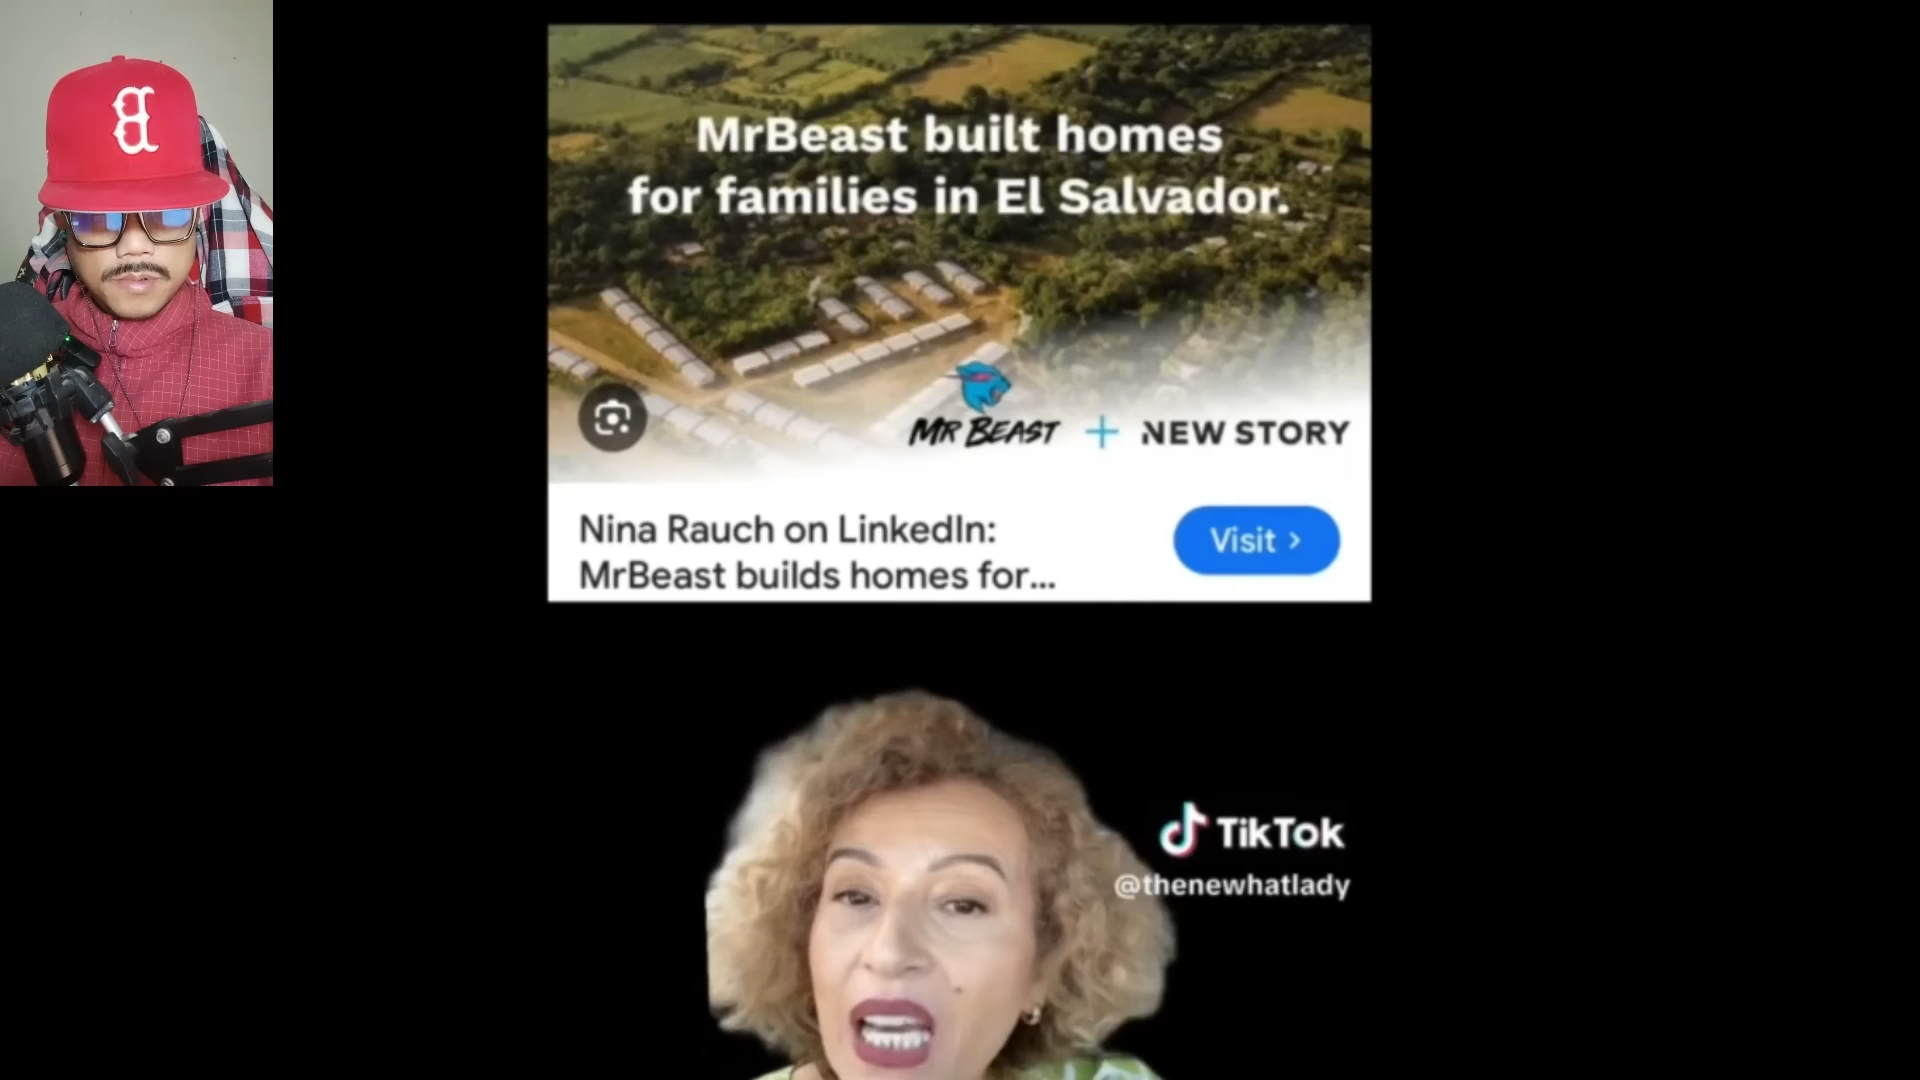 B
MrBeast built homes
for families in El Salvador.
MR BEAST + NEW STORY
Nina Rauch on LinkedIn:
MrBeast builds homes for...
Visit >
TikTok
@thenewhatlady